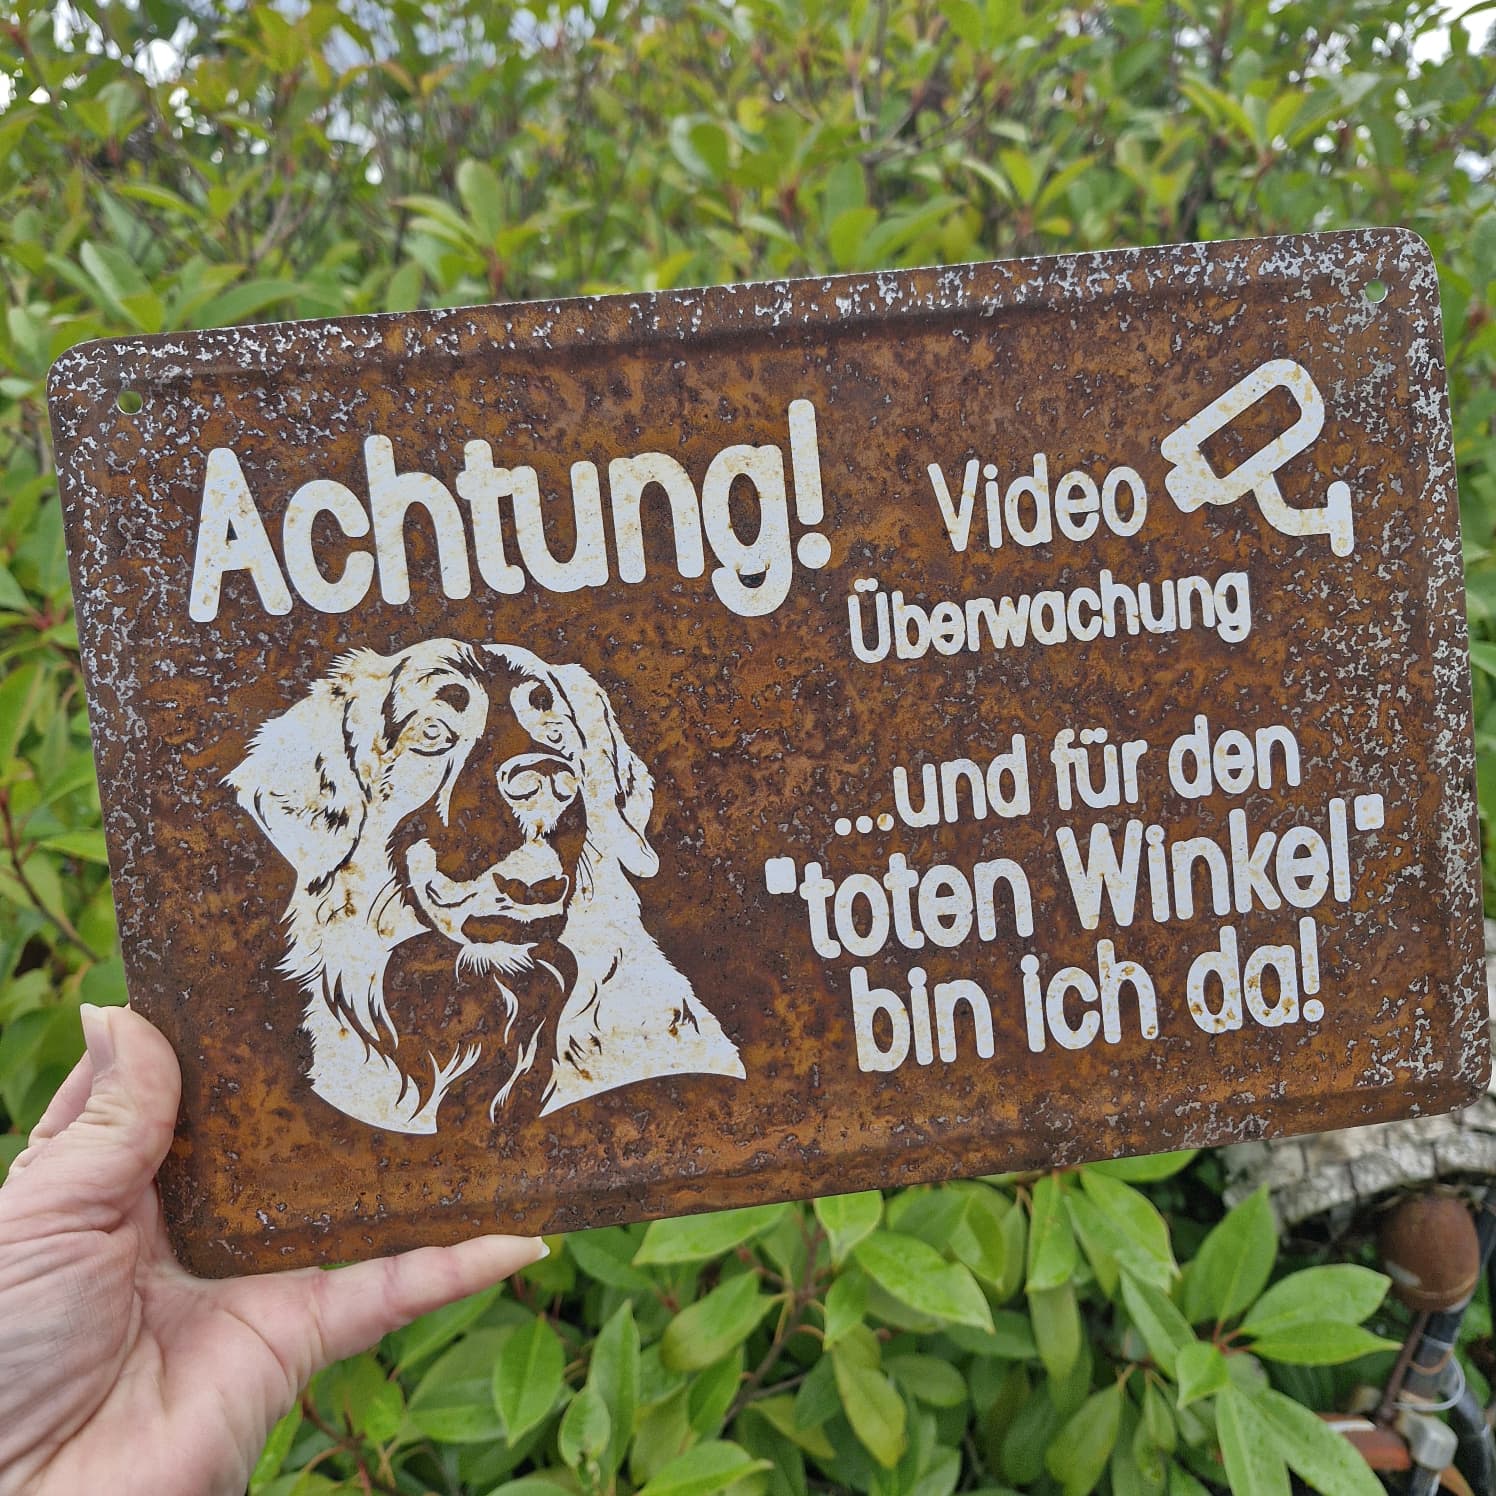 Achtung!
Video
Überwachung
...und für den
"toten Winkel"
bin ich da!